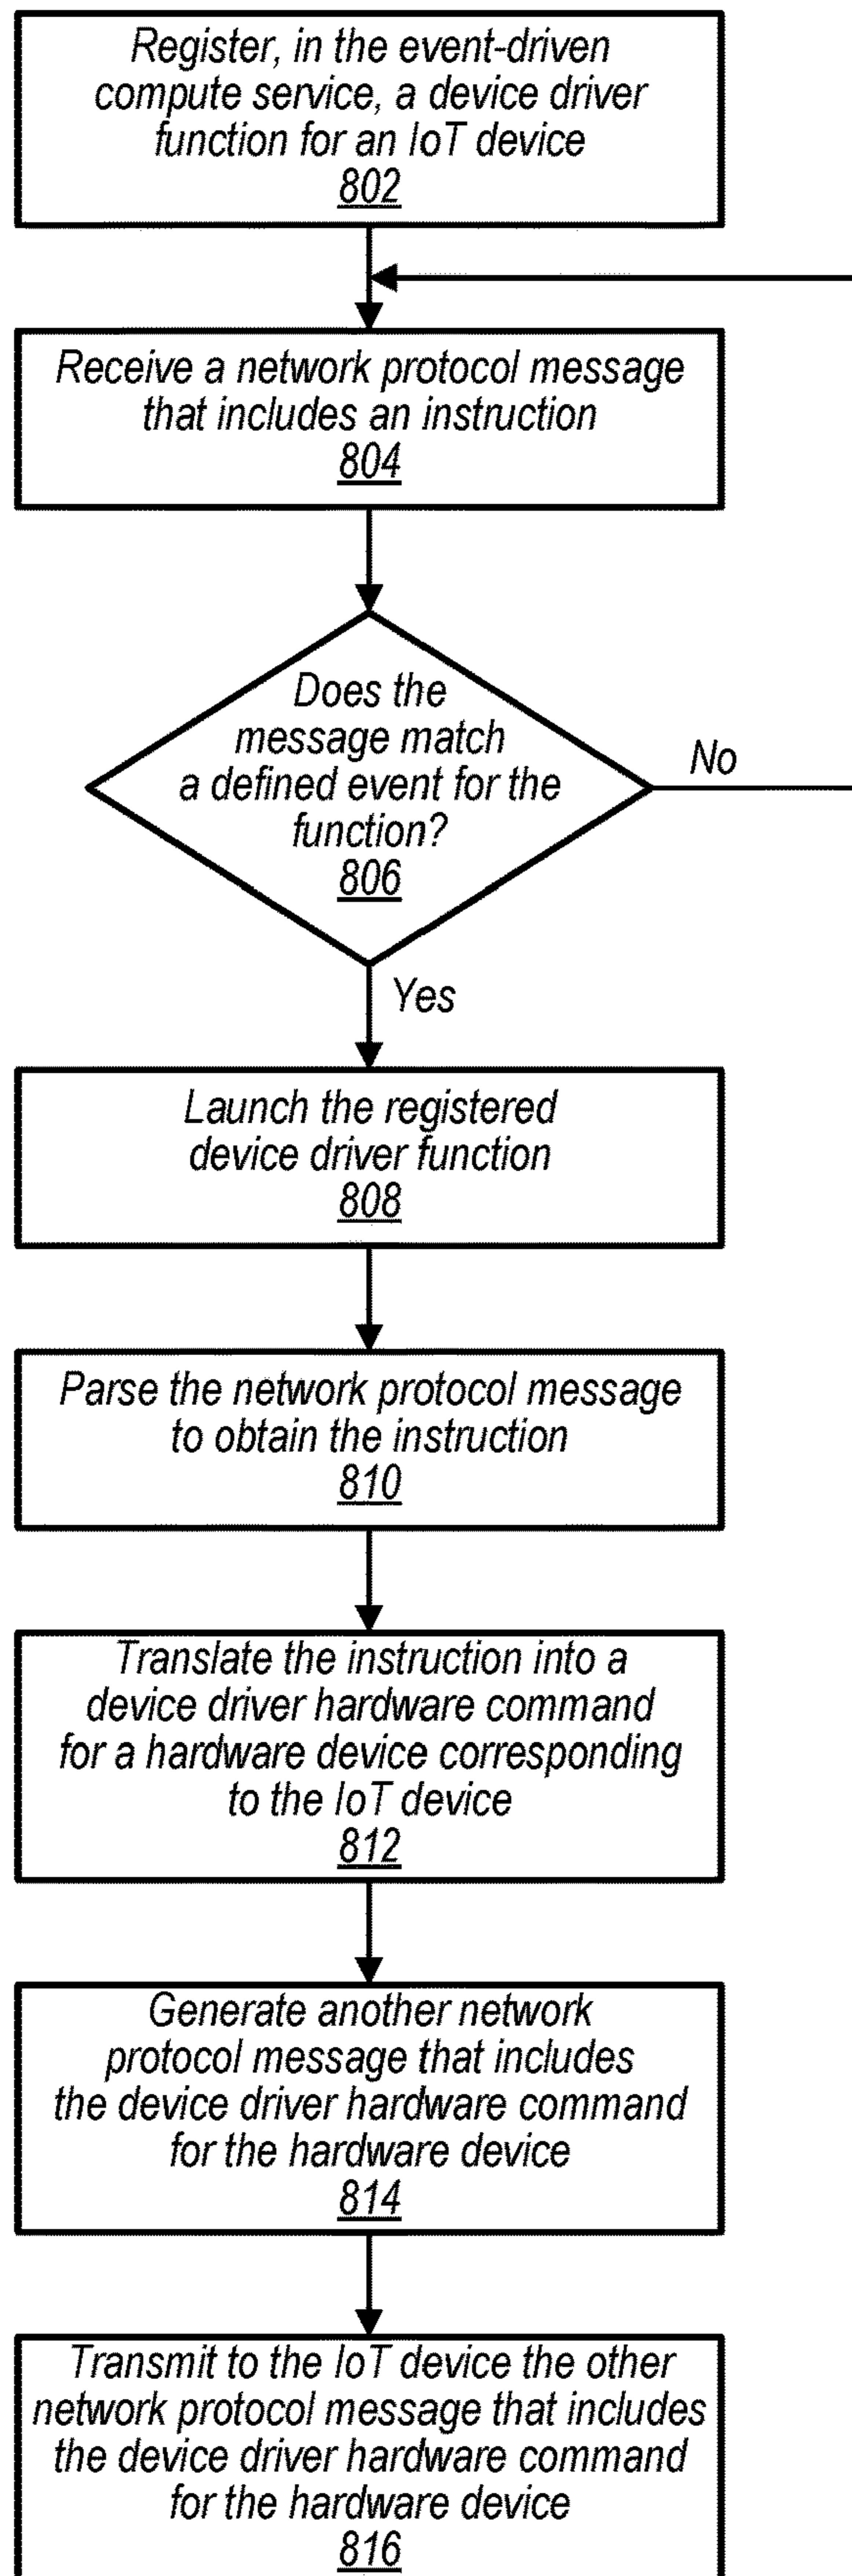 Register, in the event-driven
compute service, a device driver
function for an IoT device
802
Receive a network protocol message
that includes an instruction
804
Does the
message match
a defined event for the
function?
806
No
Yes
Launch the registered
device driver function
808
Parse the network protocol message
to obtain the instruction
810
Translate the instruction into a
device driver hardware command
for a hardware device corresponding
to the IoT device
812
Generate another network
protocol message that includes
the device driver hardware command
for the hardware device
814
Transmit to the IoT device the other
network protocol message that includes
the device driver hardware command
for the hardware device
816